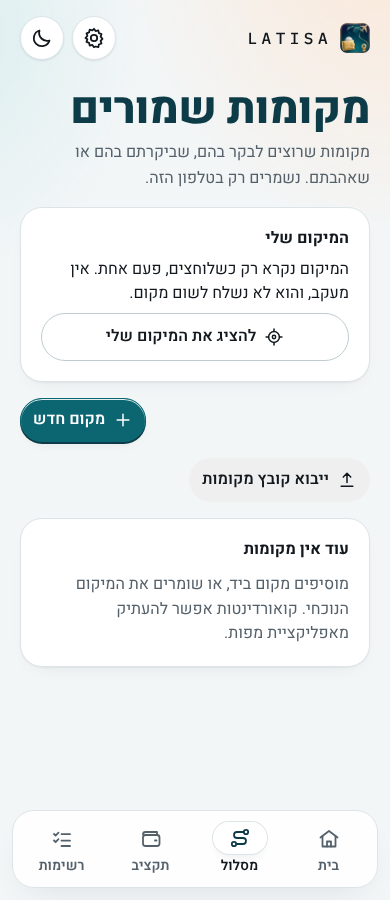 LATISA
מקומות שמורים
מקומות שרוצים לבקר בהם, שביקרתם בהם או
שאהבתם. נשמרים רק בטלפון הזה.
המיקום שלי
המיקום נקרא רק כשלוחצים, פעם אחת. אין
מעקב, והוא לא נשלח לשום מקום.
להציג את המיקום שלי
מקום חדש
ייבוא קובץ מקומות
עוד אין מקומות
מוסיפים מקום ביד, או שומרים את המיקום
הנוכחי. קואורדינטות אפשר להעתיק
מאפליקציית מפות.
בית
מסלול
תקציב
רשימות